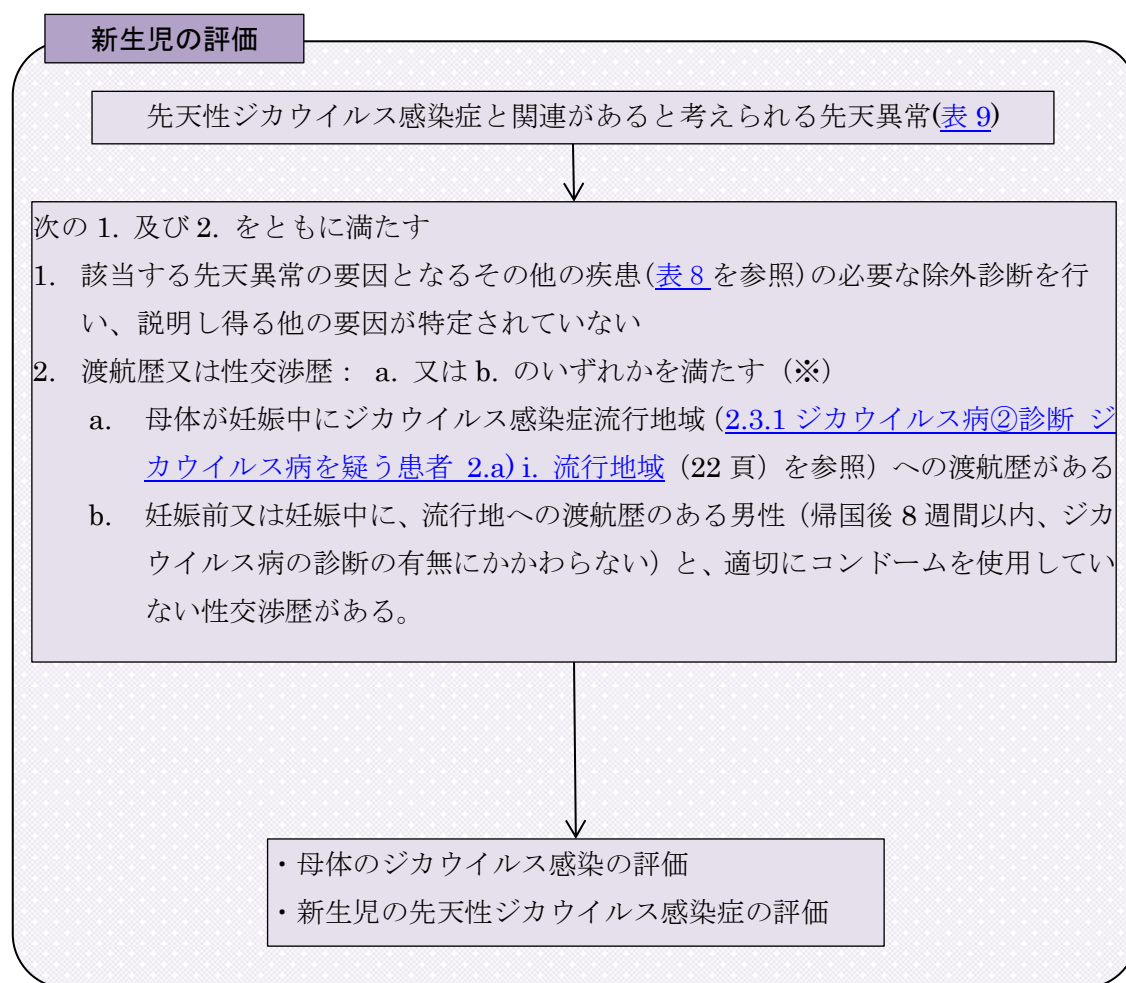 新生児の評価
先天性ジカウイルス感染症と関連があると考えられる先天異常(表 9)
次の 1. 及び 2. をともに満たす
1. 該当する先天異常の要因となるその他の疾患(表 8 を参照)の必要な除外診断を行
い、説明し得る他の要因が特定されていない
2. 渡航歴又は性交渉歴： a. 又は b. のいずれかを満たす（※）
a. 母体が妊娠中にジカウイルス感染症流行地域（2.3.1 ジカウイルス病②診断 ジ
カウイルス病を疑う患者 2.a) i. 流行地域（22 頁）を参照）への渡航歴がある
b. 妊娠前又は妊娠中に、流行地への渡航歴のある男性（帰国後 8 週間以内、ジカ
ウイルス病の診断の有無にかかわらない）と、適切にコンドームを使用してい
ない性交渉歴がある。
・母体のジカウイルス感染の評価
・新生児の先天性ジカウイルス感染症の評価